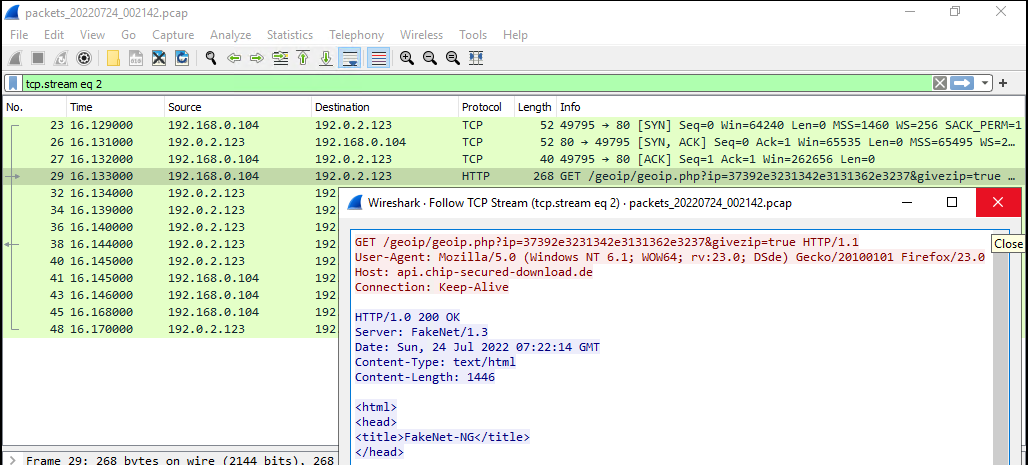 packets_20220724_002142.pcap
File Edit View Go Capture Analyze Statistics Telephony Wireless Tools Help
tcp.stream eq 2
No. Time Source Destination Protocol Length Info
23 16.129000 192.168.0.104 192.0.2.123 TCP 52 49795 → 80 [SYN] Seq=0 Win=64240 Len=0 MSS=1460 WS=256 SACK_PERM=1
26 16.131000 192.0.2.123 192.168.0.104 TCP 52 80 → 49795 [SYN, ACK] Seq=0 Ack=1 Win=65535 Len=0 MSS=65495 WS=2…
27 16.132000 192.168.0.104 192.0.2.123 TCP 40 49795 → 80 [ACK] Seq=1 Ack=1 Win=262656 Len=0
29 16.133000 192.168.0.104 192.0.2.123 HTTP 268 GET /geoip/geoip.php?ip=37392e3231342e3131362e3237&givezip=true …
32 16.134000 192.0.2.123 192.
34 16.139000 192.0.2.123 192.
36 16.140000 192.168.0.104 192.
38 16.144000 192.0.2.123 192.
40 16.145000 192.0.2.123 192.
41 16.145000 192.168.0.104 192.
43 16.146000 192.168.0.104 192.
45 16.168000 192.168.0.104 192.
48 16.170000 192.0.2.123 192.
Wireshark · Follow TCP Stream (tcp.stream eq 2) · packets_20220724_002142.pcap
Close
GET /geoip/geoip.php?ip=37392e3231342e3131362e3237&givezip=true HTTP/1.1
User-Agent: Mozilla/5.0 (Windows NT 6.1; WOW64; rv:23.0; DSde) Gecko/20100101 Firefox/23.0
Host: api.chip-secured-download.de
Connection: Keep-Alive
HTTP/1.0 200 OK
Server: FakeNet/1.3
Date: Sun, 24 Jul 2022 07:22:14 GMT
Content-Type: text/html
Content-Length: 1446
<html>
<head>
<title>FakeNet-NG</title>
</head>
Frame 29: 268 bytes on wire (2144 bits), 268